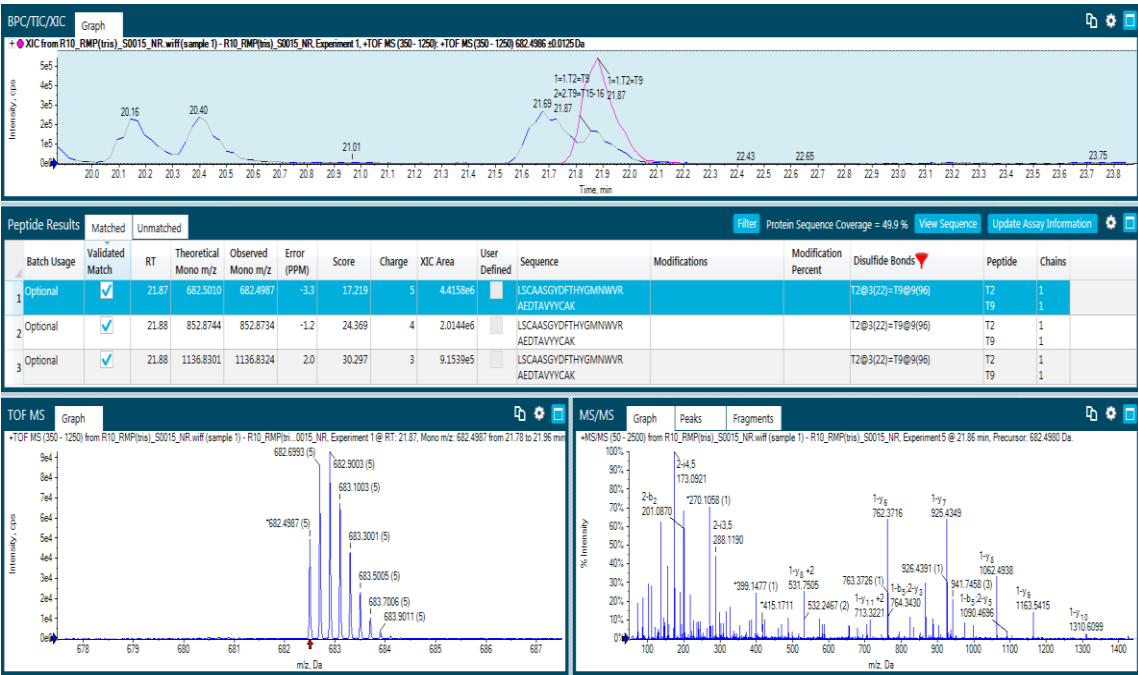 BPC/TIC/XIC Graph
+ XIC from R10_RMP(tris)_S0015_NR.wiff (sample 1) - R10_RMP(tris)_S0015_NR, Experiment 1, +TOF MS (350 - 1250): +TOF MS (350 - 1250) 682.4986 ±0.0125 Da
Intensity, cps
5e5
4e5
3e5
2e5
1e5
0e0
20.16
20.40
21.01
21.69
1=1.T2=T9
2=2.T9=T15-16
21.87
1=1.T2=T9
21.87
22.43
22.65
23.75
20.0 20.1 20.2 20.3 20.4 20.5 20.6 20.7 20.8 20.9 21.0 21.1 21.2 21.3 21.4 21.5 21.6 21.7 21.8 21.9 22.0 22.1 22.2 22.3 22.4 22.5 22.6 22.7 22.8 22.9 23.0 23.1 23.2 23.3 23.4 23.5 23.6 23.7 23.8
Time, min
Peptide Results Matched Unmatched Filter Protein Sequence Coverage = 49.9 % View Sequence Update Assay Information
Batch Usage Validated Match RT Theoretical Mono m/z Observed Mono m/z Error (PPM) Score Charge XIC Area User Defined Sequence Modifications Modification Percent Disulfide Bonds Peptide Chains
1 Optional 21.87 682.5010 682.4987 -3.3 17.219 5 4.4158e6 LSCAASGYDFTHYGMNWVR T2@3(22)=T9@9(96) T2 1
AEDTAVYYCAK T9 1
2 Optional 21.88 852.8744 852.8734 -1.2 24.369 4 2.0144e6 LSCAASGYDFTHYGMNWVR T2@3(22)=T9@9(96) T2 1
AEDTAVYYCAK T9 1
3 Optional 21.88 1136.8301 1136.8324 2.0 30.297 3 9.1539e5 LSCAASGYDFTHYGMNWVR T2@3(22)=T9@9(96) T2 1
AEDTAVYYCAK T9 1
TOF MS Graph
+TOF MS (350 - 1250) from R10_RMP(tris)_S0015_NR.wiff (sample 1) - R10_RMP(tri...0015_NR, Experiment 1 @ RT: 21.87, Mono m/z: 682.4987 from 21.78 to 21.96 min
Intensity, cps
9e4
8e4
7e4
6e4
5e4
4e4
3e4
2e4
1e4
0e0
682.6993 (5)
682.9003 (5)
683.1003 (5)
*682.4987 (5)
683.3001 (5)
683.5005 (5)
683.7006 (5)
683.9011 (5)
678 679 680 681 682 683 684 685 686 687
m/z, Da
MS/MS Graph Peaks Fragments
+MS/MS (50 - 2500) from R10_RMP(tris)_S0015_NR.wiff (sample 1) - R10_RMP(tris)_S0015_NR, Experiment 5 @ 21.86 min, Precursor: 682.4980 Da.
% Intensity
100%
90%
80%
70%
60%
50%
40%
30%
20%
10%
0%
2-i4,5
173.0921
2-b2
201.0870
*270.1058 (1)
2-i3,5
288.1190
*399.1477 (1)
*415.1711
1-y8 +2
531.7505
532.2467 (2)
1-y11 +2
713.3221
1-y6
762.3716
763.3726 (1)
1-b5,2-y3
764.3430
1-y7
925.4349
926.4391 (1)
941.7458 (3)
1-y8
1062.4938
1-b5,2-y5
1090.4696
1-y9
1163.5415
1-y10
1310.6099
100 200 300 400 500 600 700 800 900 1000 1100 1200 1300 1400
m/z, Da